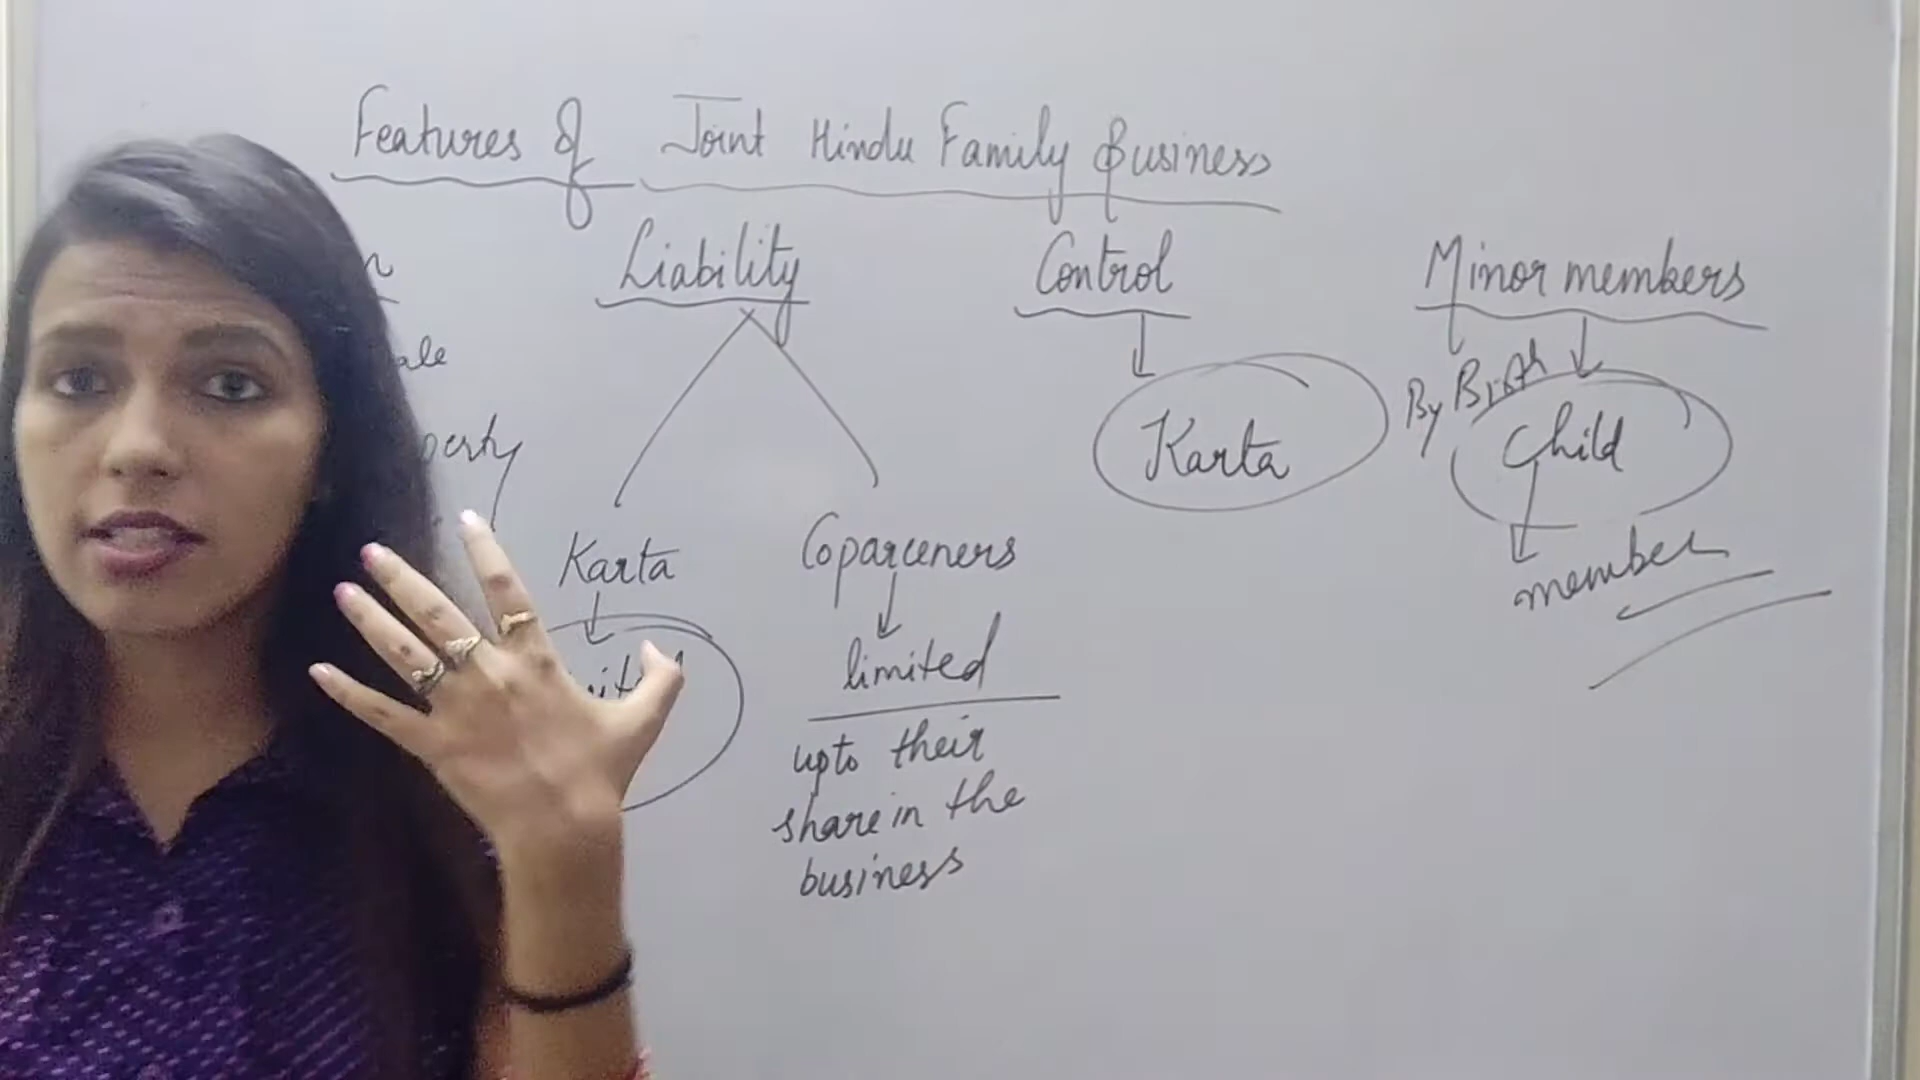 Features of Joint Hindu Family Business
Liability
Control
Minor members
Karta
By Birth
Child
member
Karta
Coparceners
limited
upto their
share in the
business